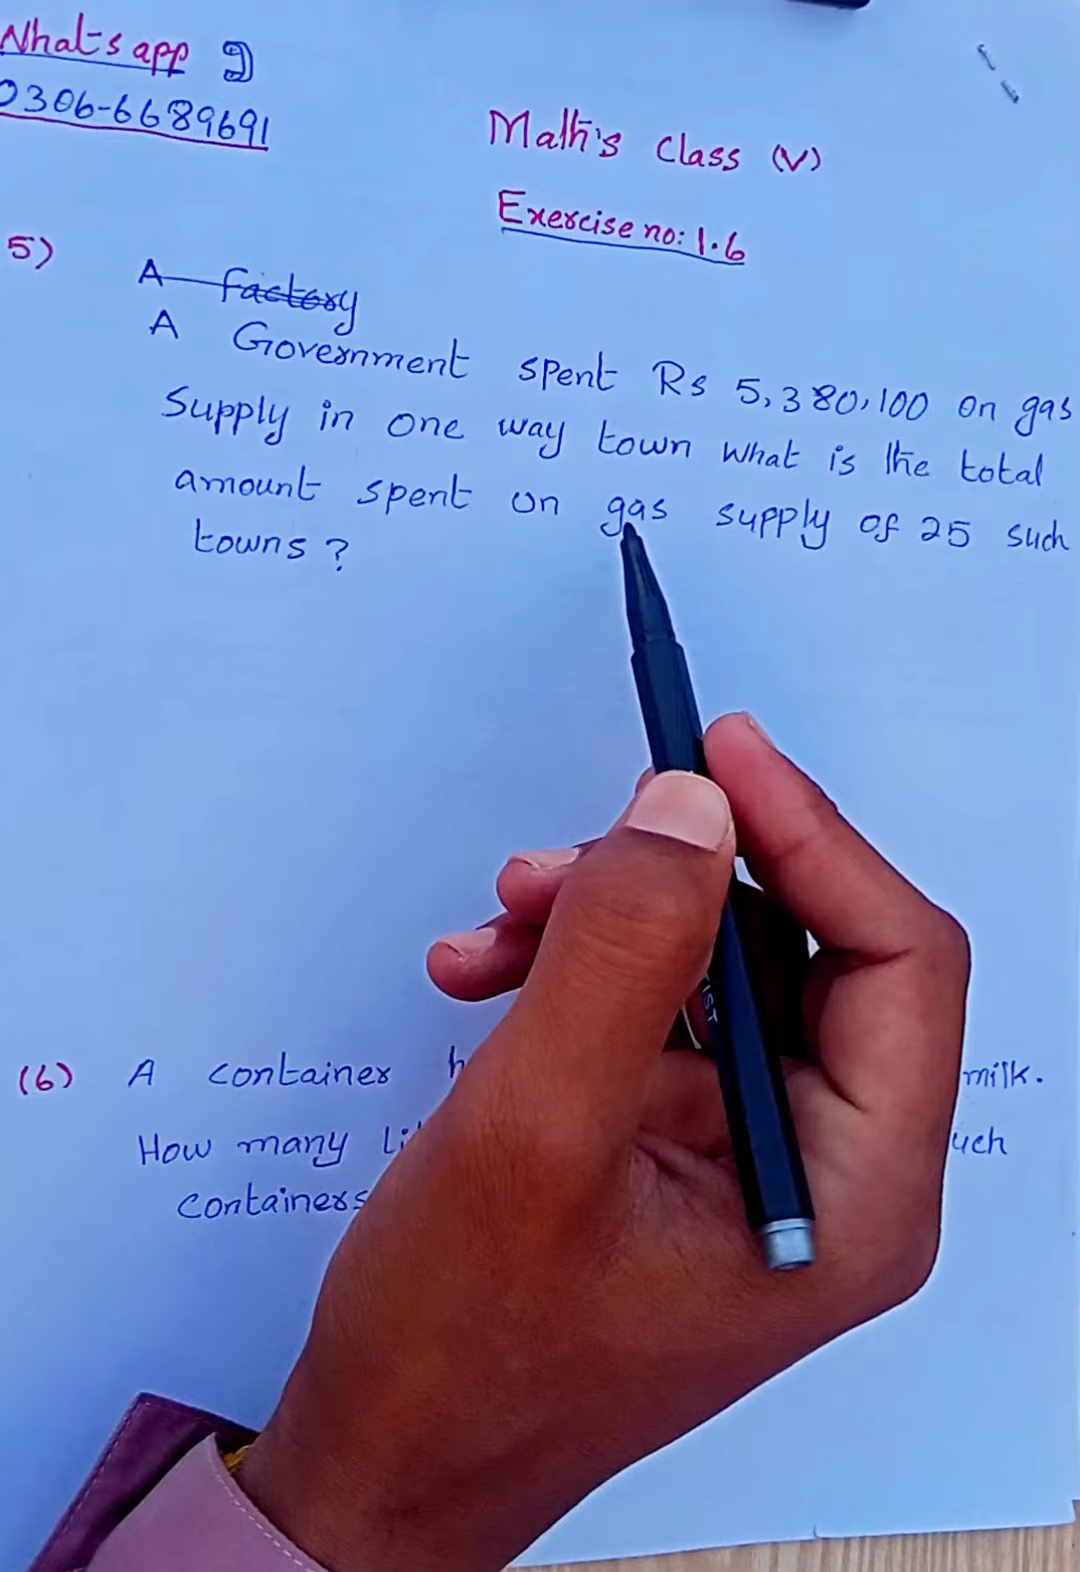 Whats app
0306-6689691
Math's Class (V)
Exercise no: 1.6
5)
A factory
A Government spent Rs 5,380,100 on gas
Supply in one way town what is the total
amount spent on gas supply of 25 such
towns?
(6) A container milk.
How many uch
containers